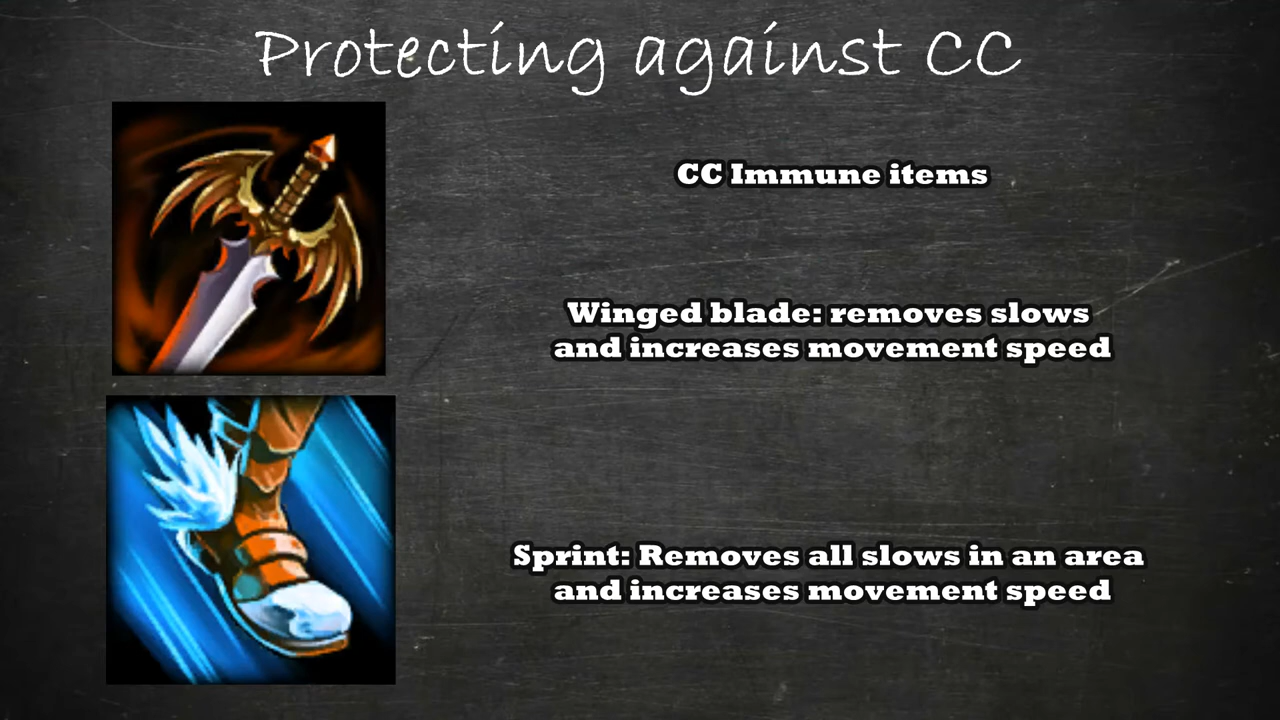 Protecting against CC
CC Immune items
Winged blade: removes slows
and increases movement speed
Sprint: Removes all slows in an area
and increases movement speed